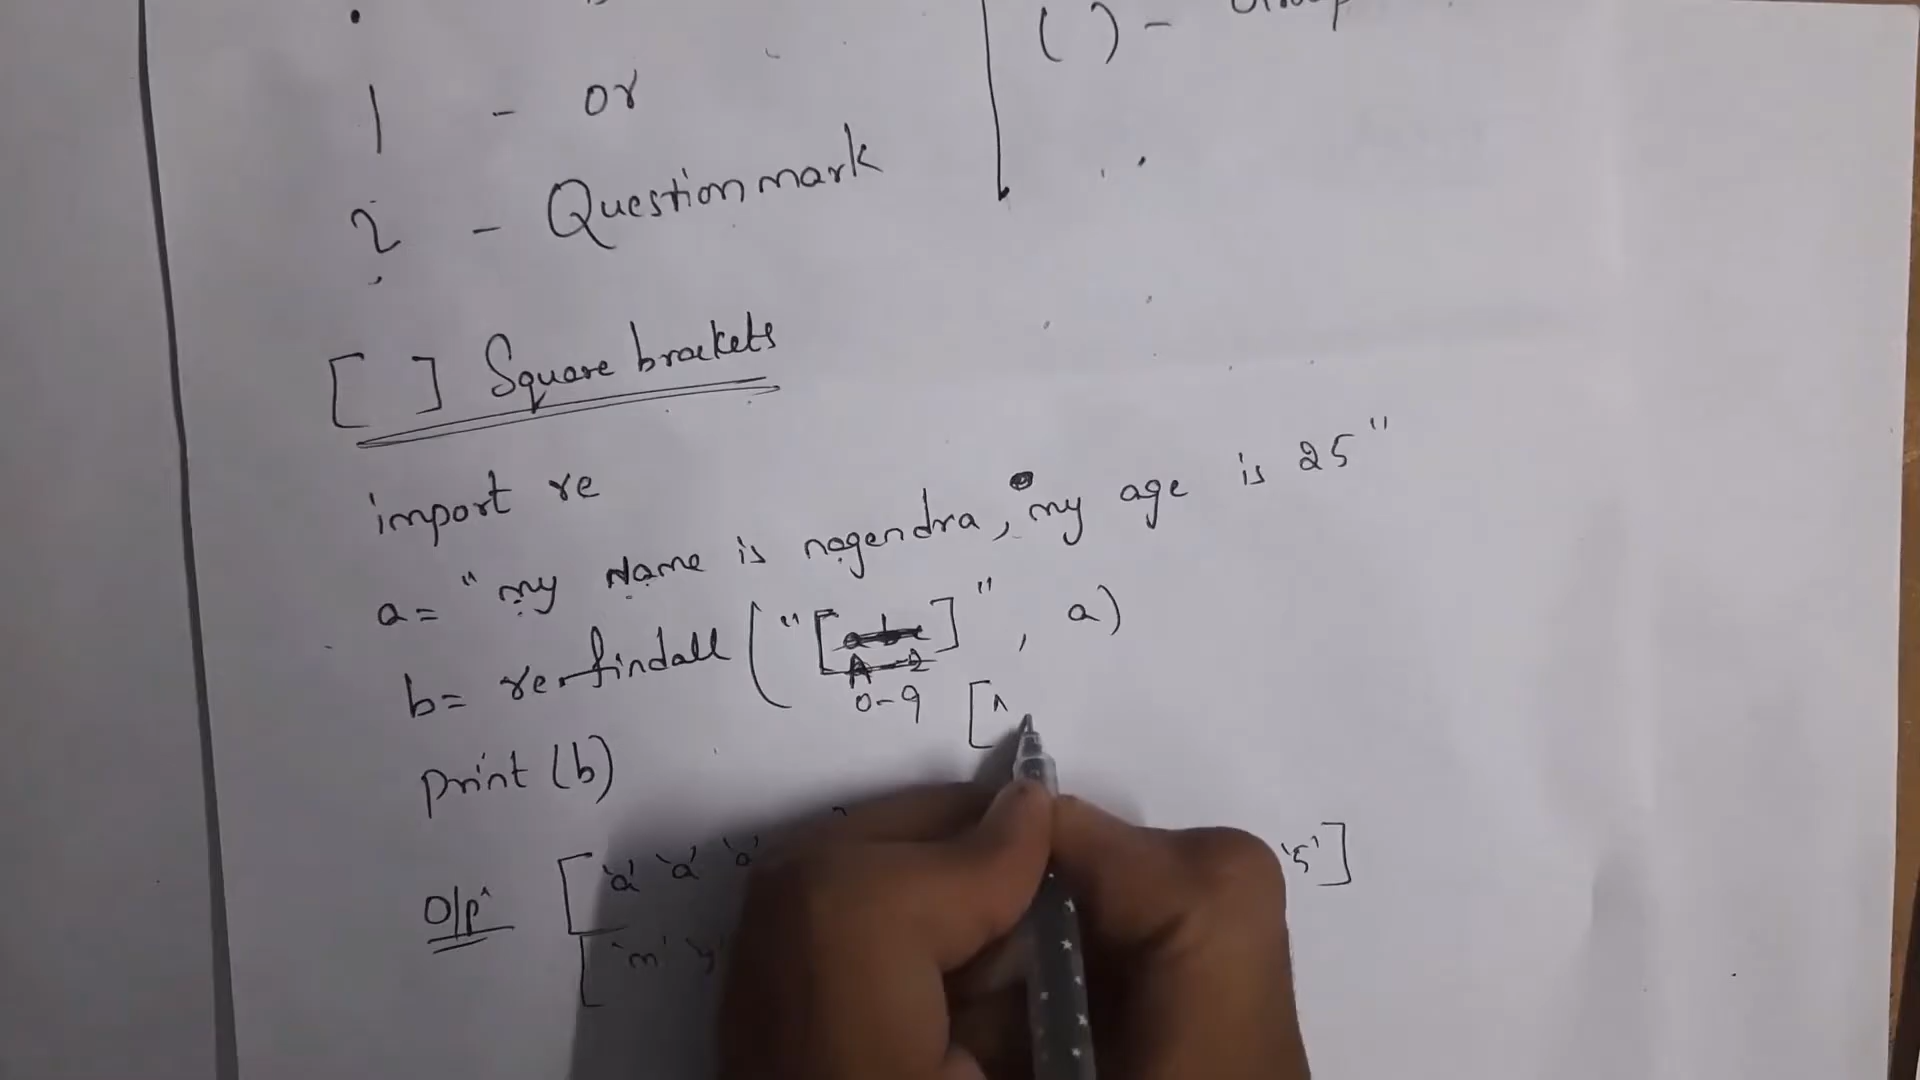 ( ) -
| - or
? - Question mark
[ ] Square brackets
import re
a= " my Name is nagendra, my age is 25 "
b= re.findall ( " [ ] " , a)
0-9 [^
print (b)
O/p [ 'a' 'a' 'a' '5' ]
[ 'm' 'y'